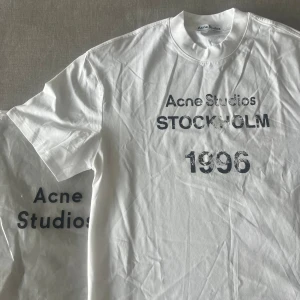 Acne Studios
STOCKHOLM
1996
Acne
Studios